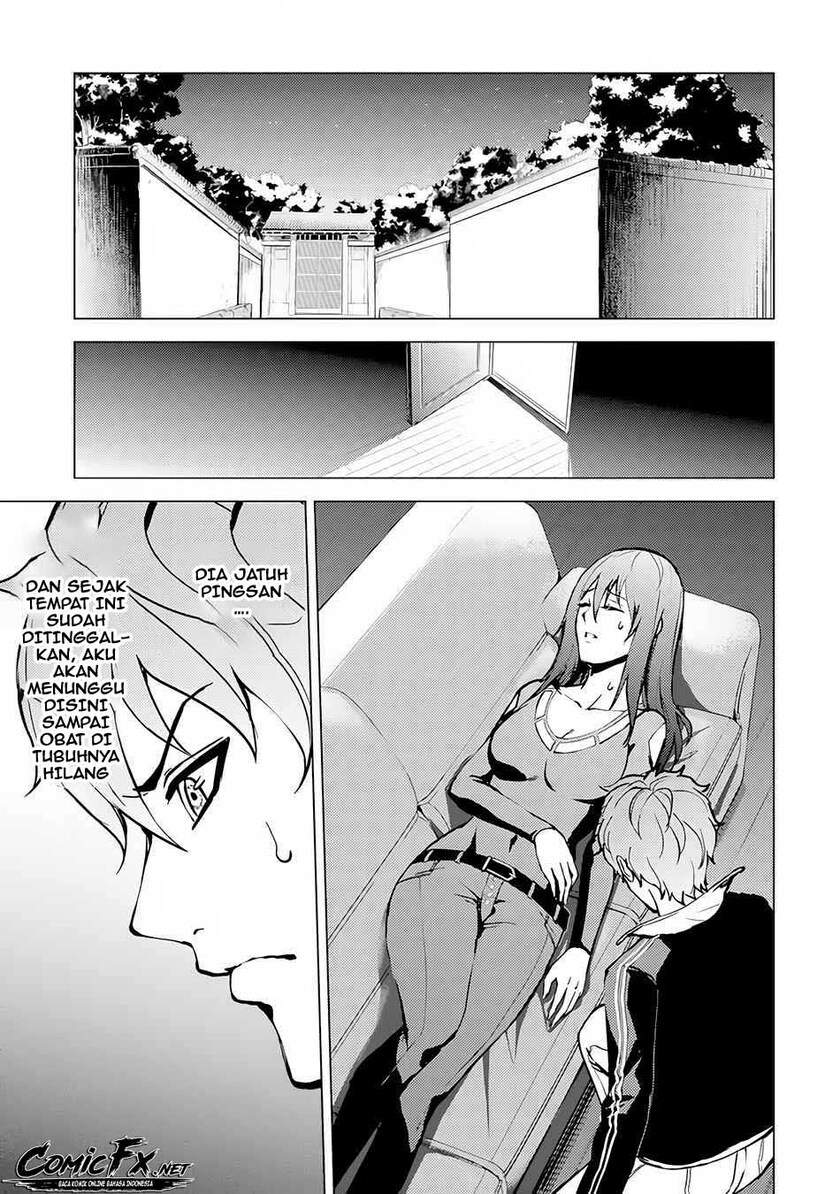 DIA JATUH
PINGSAN
....
DAN SEJAK
TEMPAT INI
SUDAH
DITINGGAL-
KAN, AKU
AKAN
MENUNGGU
DISINI
SAMPAI
OBAT DI
TUBUHNYA
HILANG
COMICFX.NET
BACA KOMIK ONLINE BAHASA INDONESIA